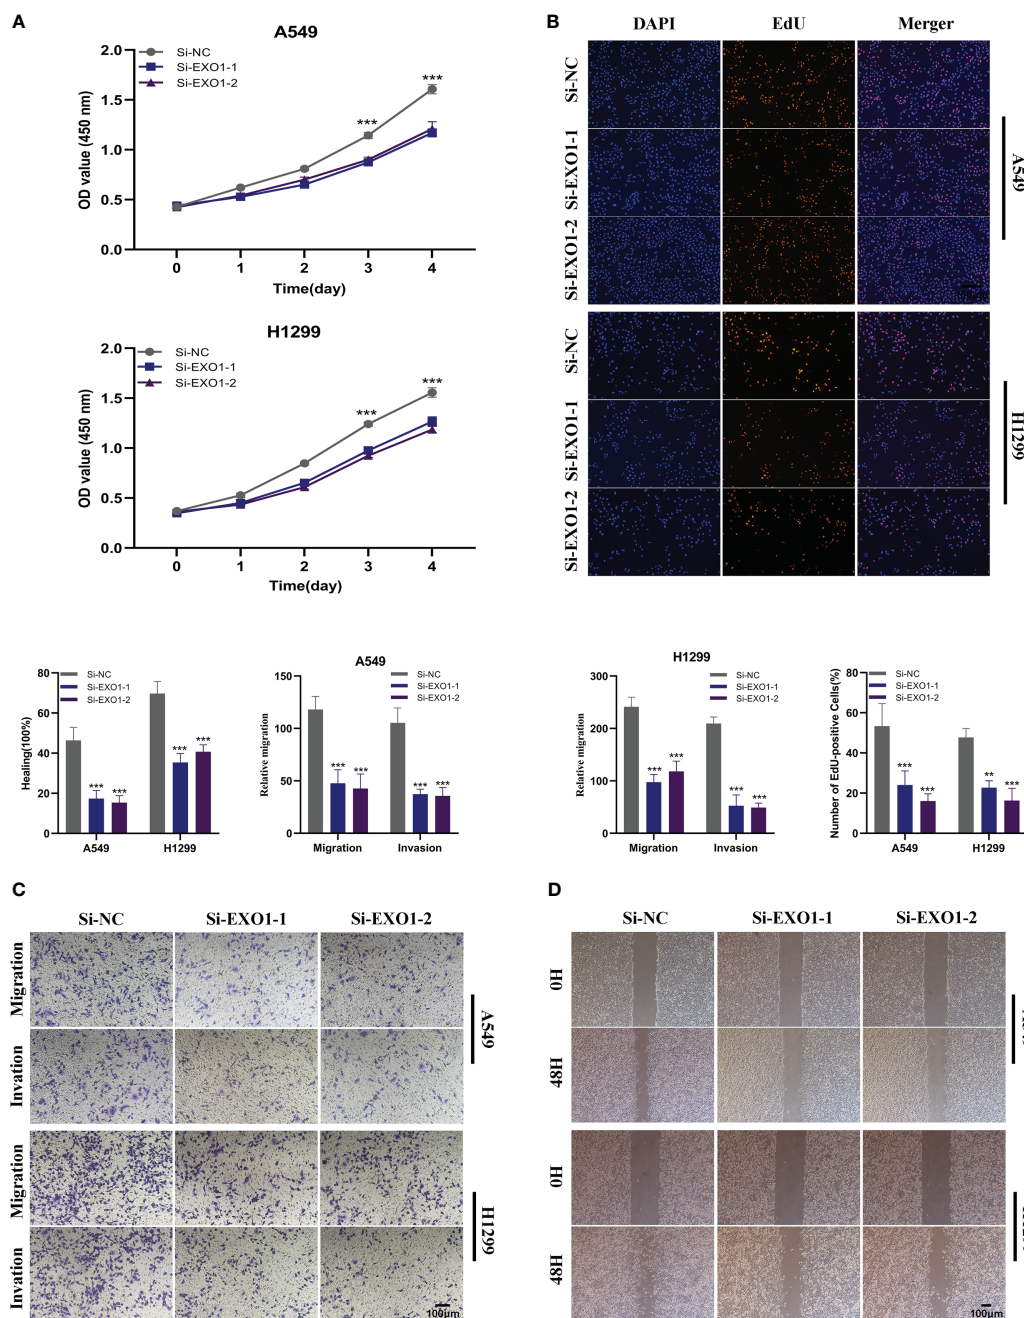 A
A549
Si-NC
Si-EXO1-1
Si-EXO1-2
OD value (450 nm)
2.0
1.5
1.0
0.5
0.0
***
***
0 1 2 3 4
Time(day)
H1299
Si-NC
Si-EXO1-1
Si-EXO1-2
OD value (450 nm)
2.0
1.5
1.0
0.5
0.0
***
***
0 1 2 3 4
Time(day)
B
DAPI EdU Merger
Si-NC
Si-EXO1-1
Si-EXO1-2
A549
Si-NC
Si-EXO1-1
Si-EXO1-2
H1299
Healing(100%)
80
60
40
20
0
Si-NC
Si-EXO1-1
Si-EXO1-2
*** *** *** ***
A549 H1299
A549
Relative migration
150
100
50
0
Si-NC
Si-EXO1-1
Si-EXO1-2
*** *** *** ***
Migration Invasion
H1299
Relative migration
300
200
100
0
Si-NC
Si-EXO1-1
Si-EXO1-2
*** *** *** ***
Migration Invasion
Number of EdU-positive Cells(%)
80
60
40
20
0
Si-NC
Si-EXO1-1
Si-EXO1-2
*** *** ** ***
A549 H1299
C
Si-NC Si-EXO1-1 Si-EXO1-2
Migration
Invation
A549
Migration
Invation
H1299
100μm
D
Si-NC Si-EXO1-1 Si-EXO1-2
0H
48H
0H
48H
100μm